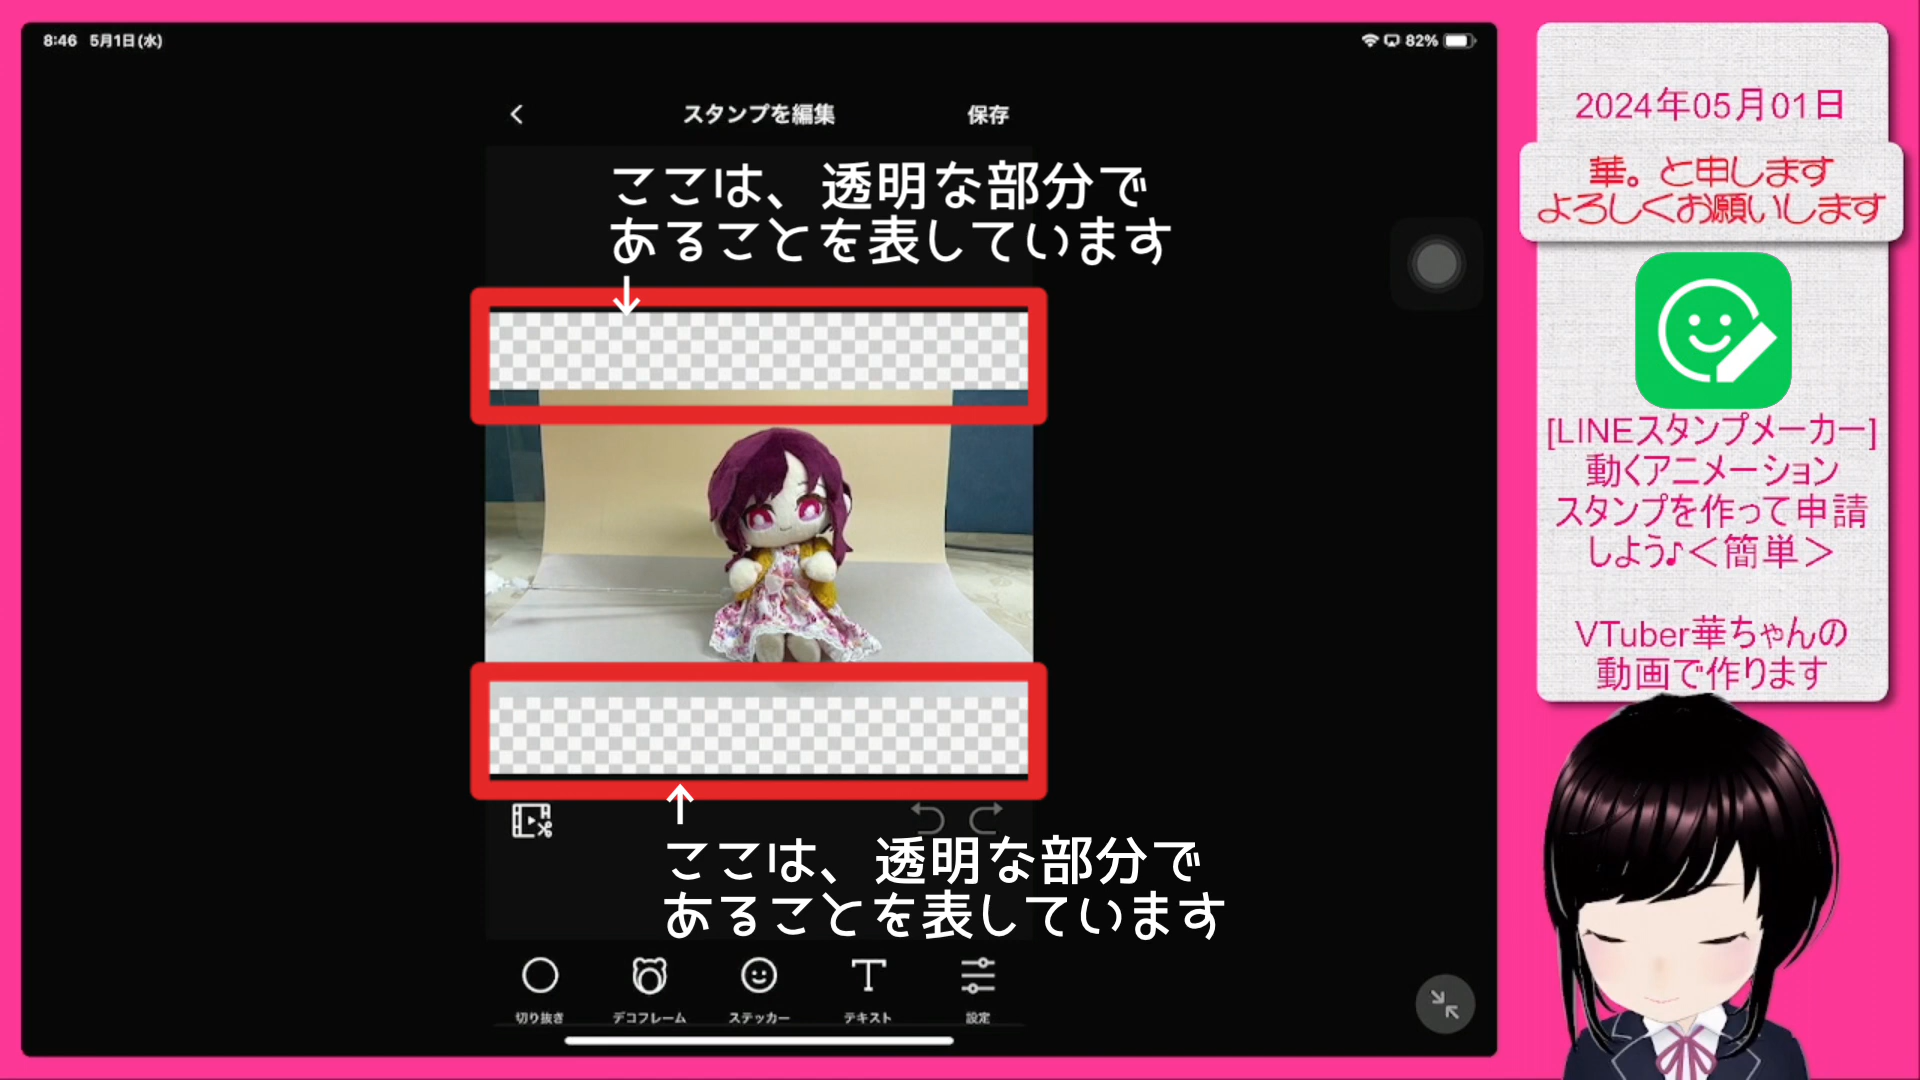 8:46 5月1日(水)
82%
スタンプを編集
保存
ここは、透明な部分で
あることを表しています
↓
↑
ここは、透明な部分で
あることを表しています
切り抜き
デコフレーム
ステッカー
テキスト
設定
2024年05月01日
華。と申します
よろしくお願いします
[LINEスタンプメーカー]
動くアニメーション
スタンプを作って申請
しよう♪＜簡単＞
VTuber華ちゃんの
動画で作ります